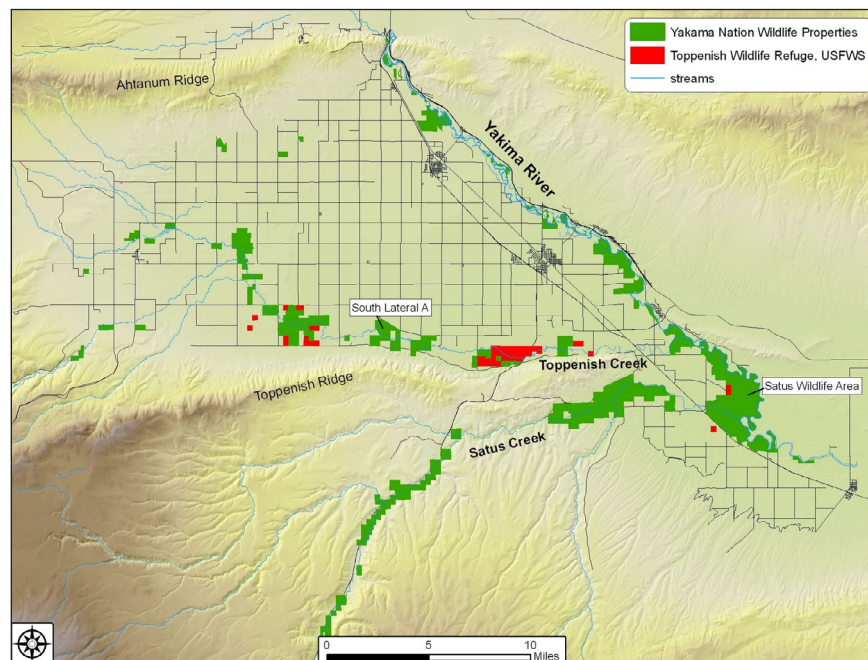 Yakama Nation Wildlife Properties
Toppenish Wildlife Refuge, USFWS
streams
Ahtanum Ridge
Yakima River
South Lateral A
Toppenish Creek
Toppenish Ridge
Satus Wildlife Area
Satus Creek
0 5 10
Miles